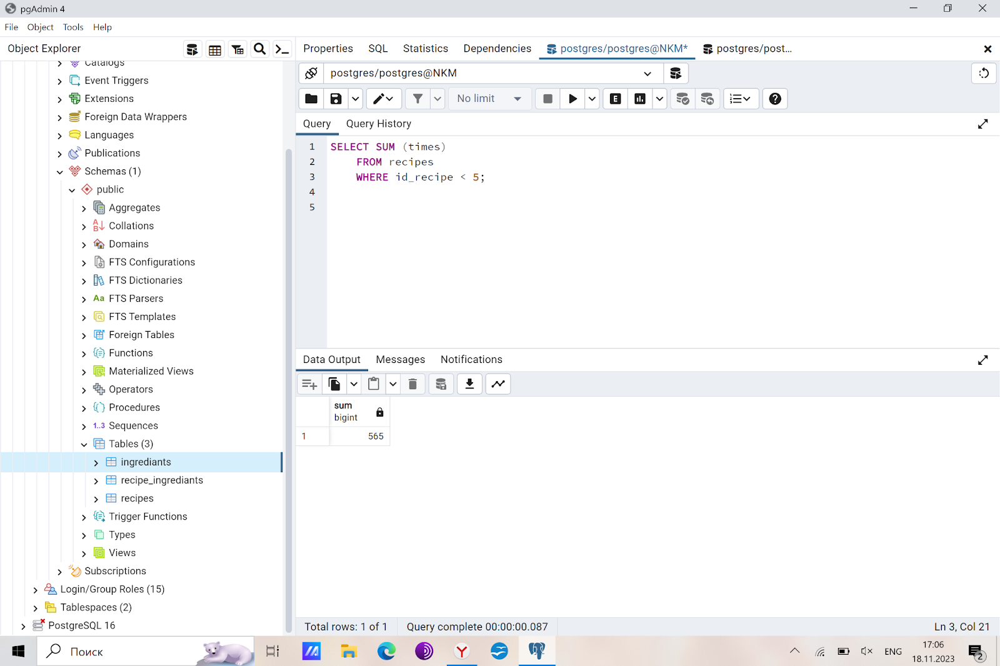 pgAdmin 4
File Object Tools Help
Object Explorer
Properties SQL Statistics Dependencies postgres/postgres@NKM* postgres/post...
Catalogs
Event Triggers
Extensions
Foreign Data Wrappers
Languages
Publications
Schemas (1)
public
Aggregates
Collations
Domains
FTS Configurations
FTS Dictionaries
Aa FTS Parsers
FTS Templates
Foreign Tables
Functions
Materialized Views
Operators
Procedures
1..3 Sequences
Tables (3)
ingrediants
recipe_ingrediants
recipes
Trigger Functions
Types
Views
Subscriptions
Login/Group Roles (15)
Tablespaces (2)
PostgreSQL 16
postgres/postgres@NKM
No limit
E
Query Query History
1 SELECT SUM (times)
2 FROM recipes
3 WHERE id_recipe < 5;
4
5
Data Output Messages Notifications
sum
bigint
1 565
Total rows: 1 of 1 Query complete 00:00:00.087 Ln 3, Col 21
Поиск
ENG
17:06
18.11.2023
2